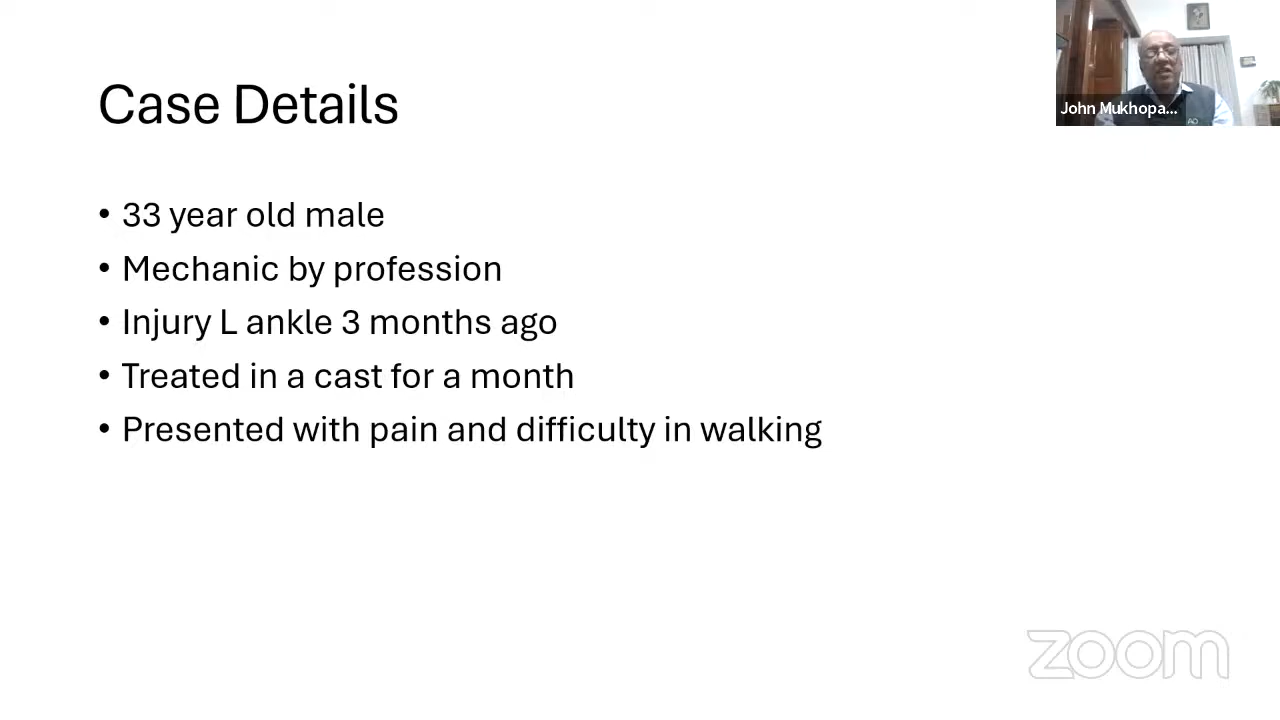 John Mukhopa...
Case Details
• 33 year old male
• Mechanic by profession
• Injury L ankle 3 months ago
• Treated in a cast for a month
• Presented with pain and difficulty in walking
zoom